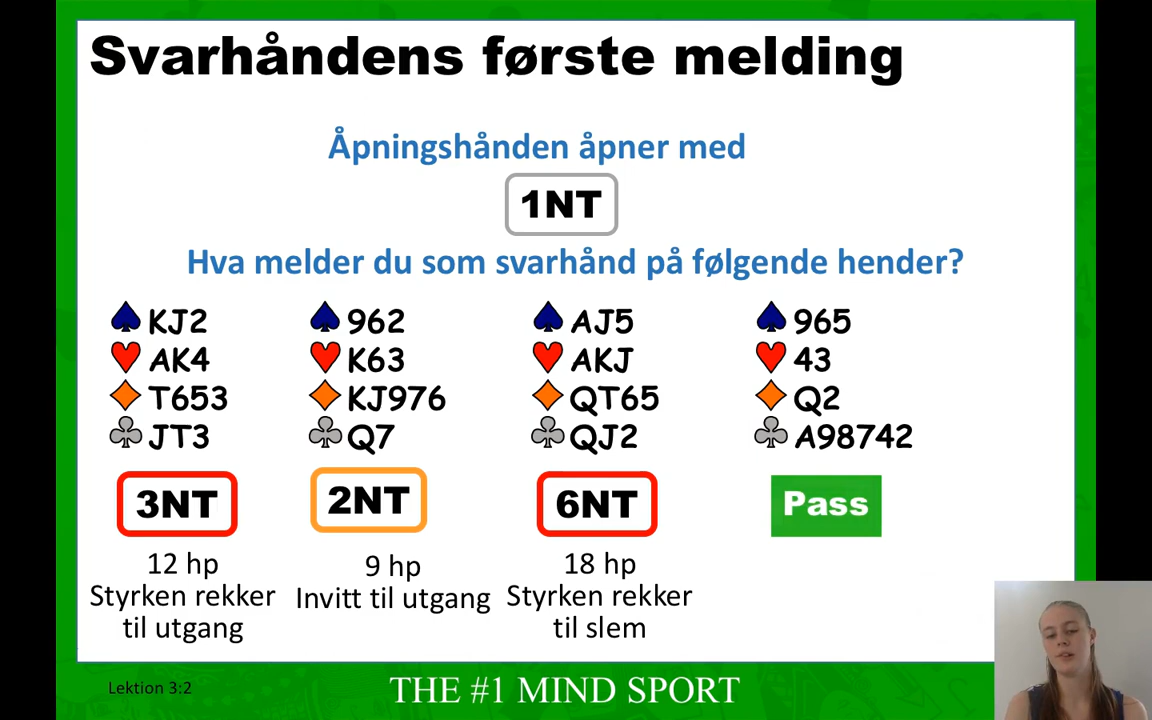 Svarhåndens første melding
Åpningshånden åpner med
1NT
Hva melder du som svarhånd på følgende hender?
KJ2 962 AJ5 965
AK4 K63 AKJ 43
T653 KJ976 QT65 Q2
JT3 Q7 QJ2 A98742
3NT 2NT 6NT Pass
12 hp 9 hp 18 hp
Styrken rekker Invitt til utgang Styrken rekker
til utgang til slem
Lektion 3:2
THE #1 MIND SPORT